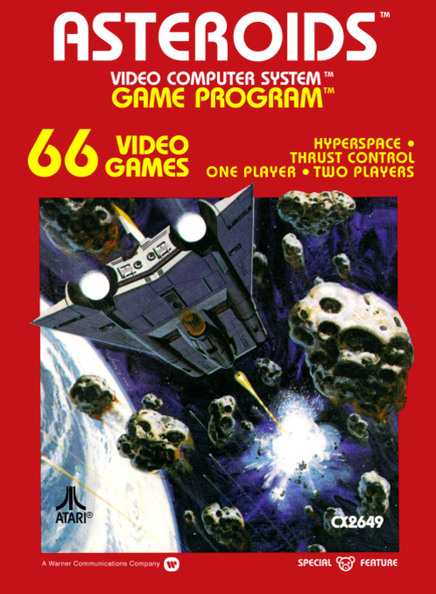 ASTEROIDS™
VIDEO COMPUTER SYSTEM™
GAME PROGRAM™
66 VIDEO GAMES
HYPERSPACE •
THRUST CONTROL
ONE PLAYER • TWO PLAYERS
ATARI®
CX2649
A Warner Communications Company
SPECIAL FEATURE